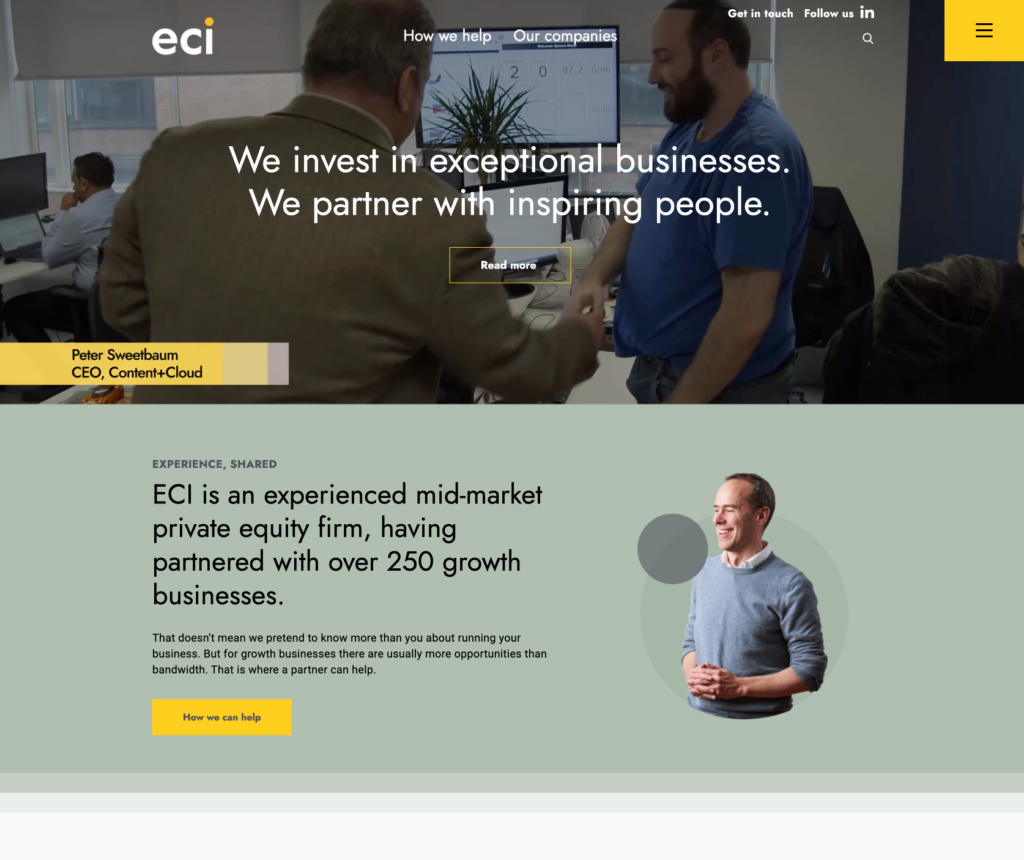 Get in touch Follow us in
eci
How we help Our companies
2 0
We invest in exceptional businesses.
We partner with inspiring people.
Read more
Peter Sweetbaum
CEO, Content+Cloud
EXPERIENCE, SHARED
ECI is an experienced mid-market
private equity firm, having
partnered with over 250 growth
businesses.
That doesn't mean we pretend to know more than you about running your
business. But for growth businesses there are usually more opportunities than
bandwidth. That is where a partner can help.
How we can help